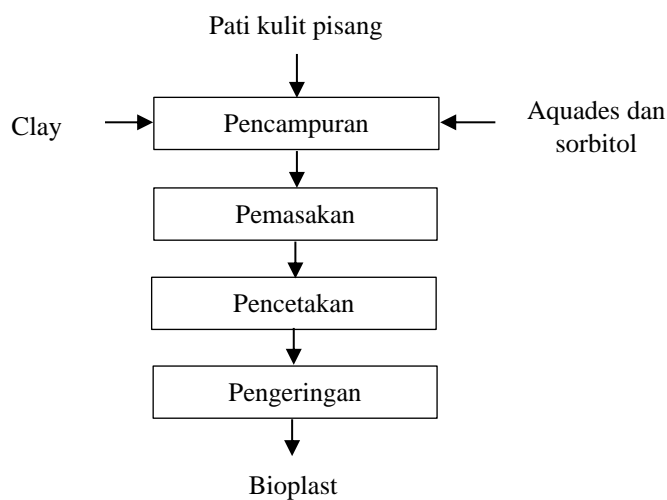 Pati kulit pisang
Clay
Pencampuran
Aquades dan
sorbitol
Pemasakan
Pencetakan
Pengeringan
Bioplast